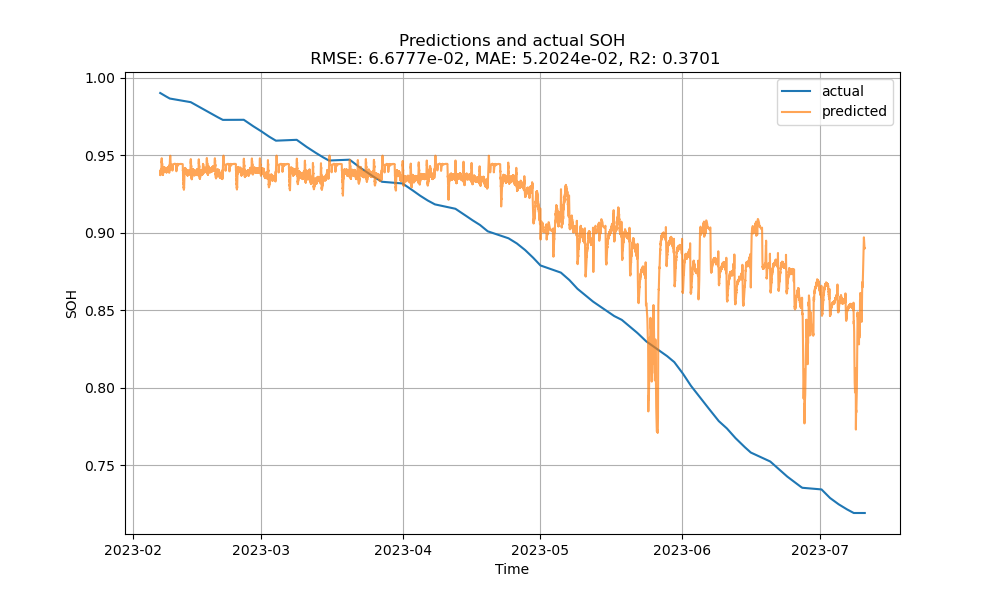 Predictions and actual SOH
RMSE: 6.6777e-02, MAE: 5.2024e-02, R2: 0.3701
actual
predicted
SOH
1.00
0.95
0.90
0.85
0.80
0.75
2023-02
2023-03
2023-04
2023-05
2023-06
2023-07
Time